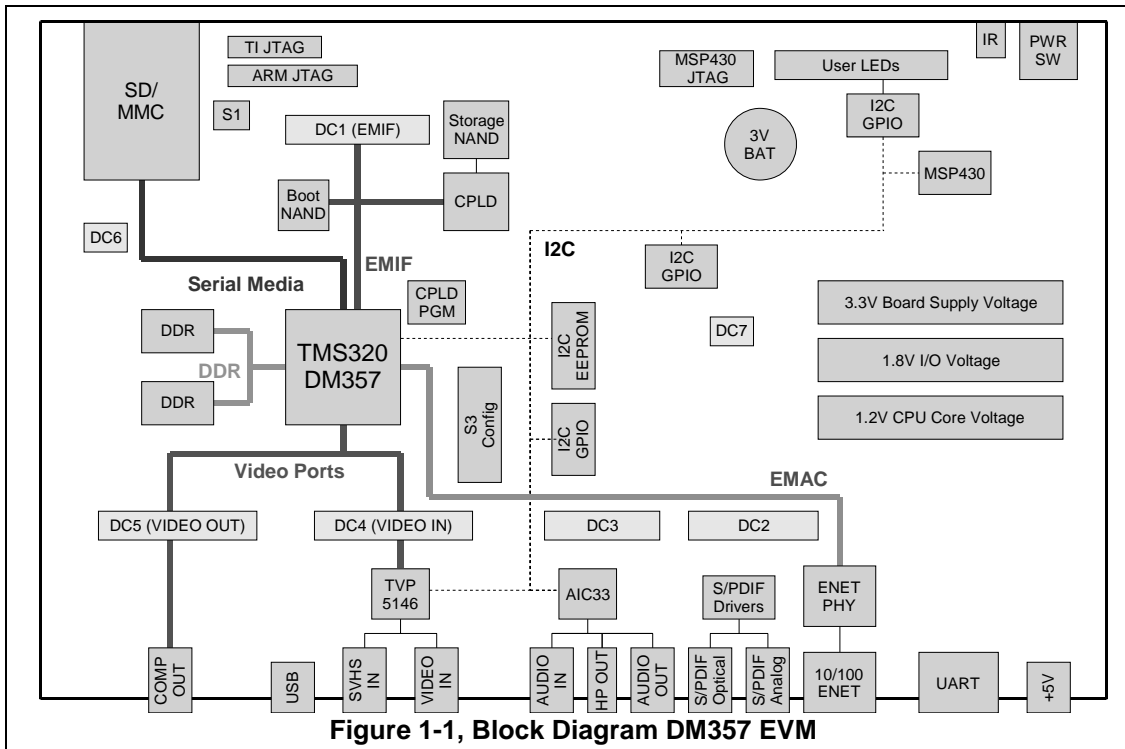 SD/
MMC
TI JTAG
ARM JTAG
S1
MSP430
JTAG
User LEDs
IR
PWR
SW
I2C
GPIO
3V
BAT
MSP430
DC1 (EMIF)
Storage
NAND
Boot
NAND
CPLD
DC6
EMIF
I2C
I2C
GPIO
Serial Media
CPLD
PGM
3.3V Board Supply Voltage
DDR
DDR
DDR
TMS320
DM357
I2C
EEPROM
DC7
1.8V I/O Voltage
S3
Config
I2C
GPIO
1.2V CPU Core Voltage
Video Ports
EMAC
DC5 (VIDEO OUT)
DC4 (VIDEO IN)
DC3
DC2
TVP
5146
AIC33
S/PDIF
Drivers
ENET
PHY
COMP
OUT
USB
SVHS
IN
VIDEO
IN
AUDIO
IN
HP OUT
AUDIO
OUT
S/PDIF
Optical
S/PDIF
Analog
10/100
ENET
UART
+5V
Figure 1-1, Block Diagram DM357 EVM